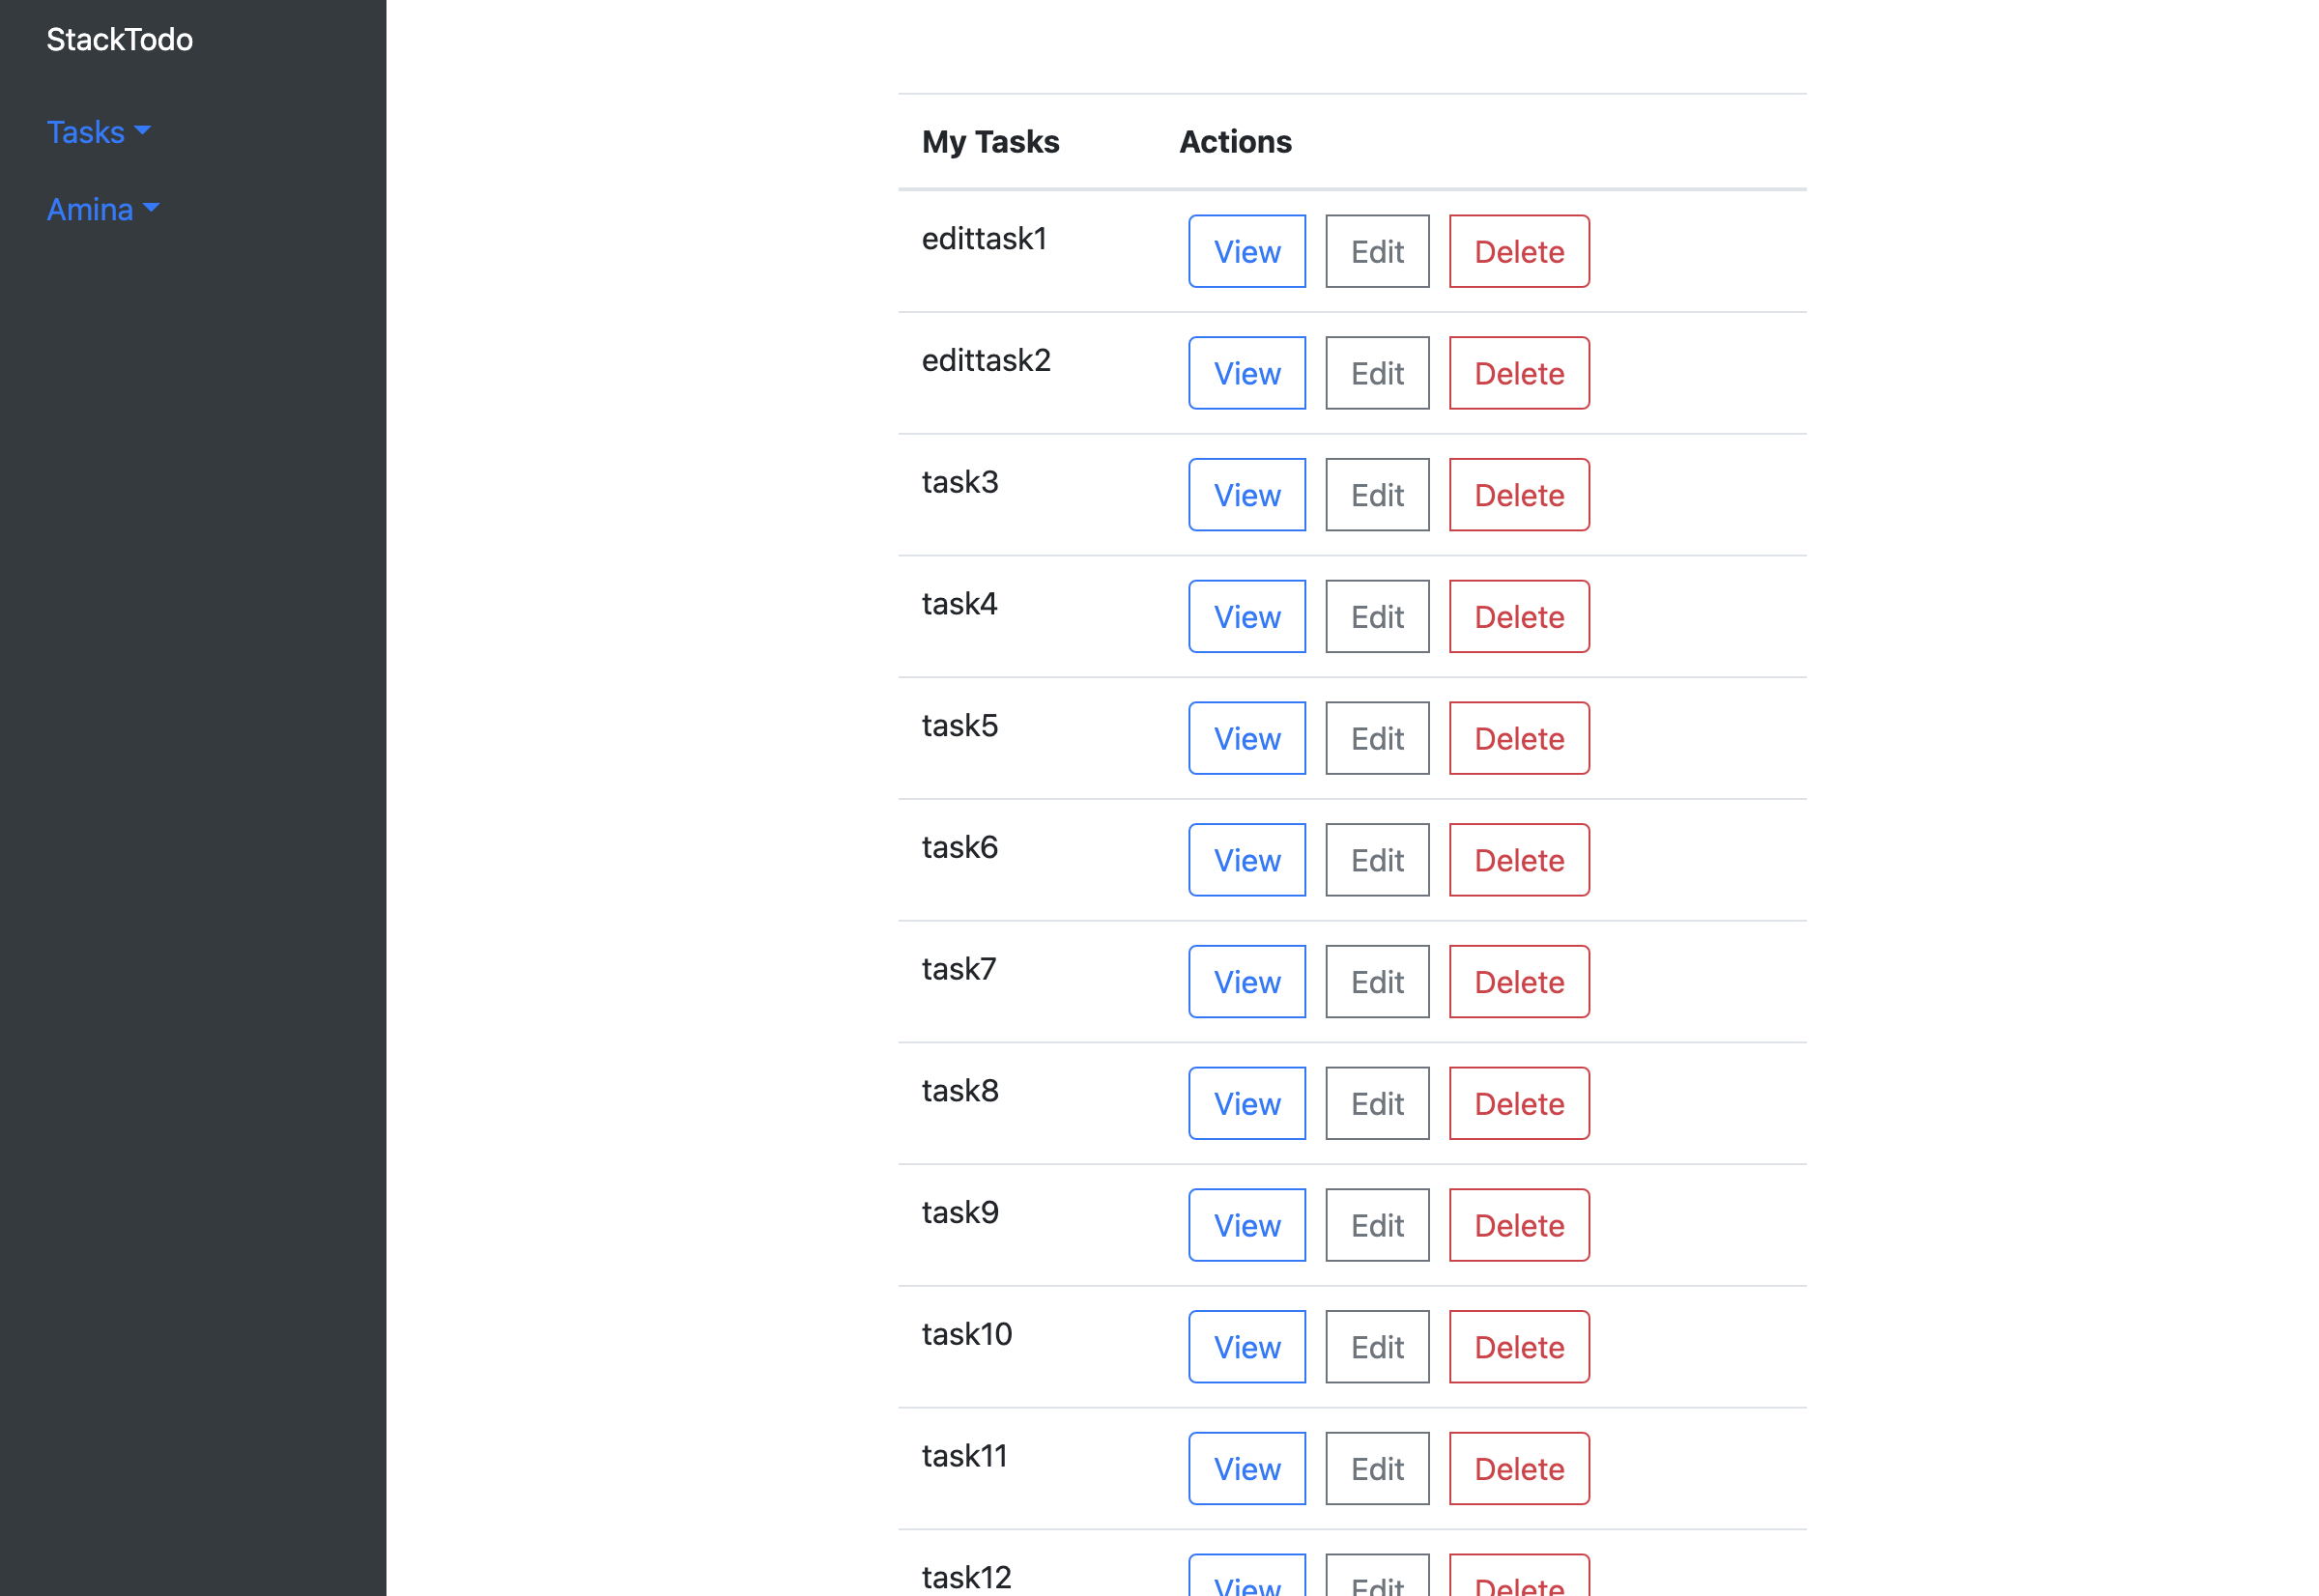 StackTodo
Tasks
Amina
My Tasks Actions
edittask1 View Edit Delete
edittask2 View Edit Delete
task3 View Edit Delete
task4 View Edit Delete
task5 View Edit Delete
task6 View Edit Delete
task7 View Edit Delete
task8 View Edit Delete
task9 View Edit Delete
task10 View Edit Delete
task11 View Edit Delete
task12 View Edit Delete